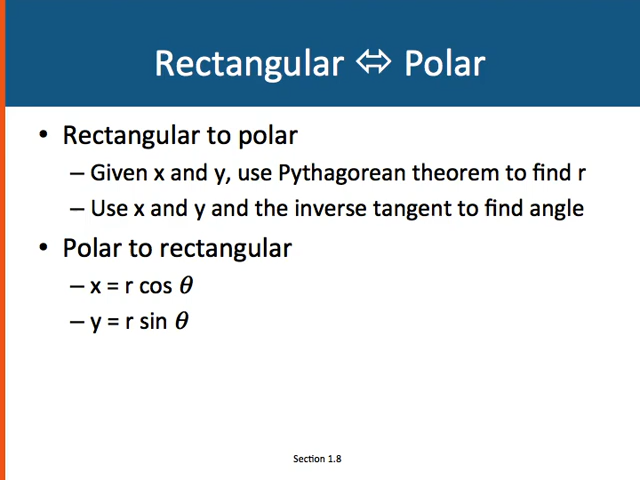 Rectangular ⇔ Polar
• Rectangular to polar
– Given x and y, use Pythagorean theorem to find r
– Use x and y and the inverse tangent to find angle
• Polar to rectangular
– x = r cos θ
– y = r sin θ
Section 1.8